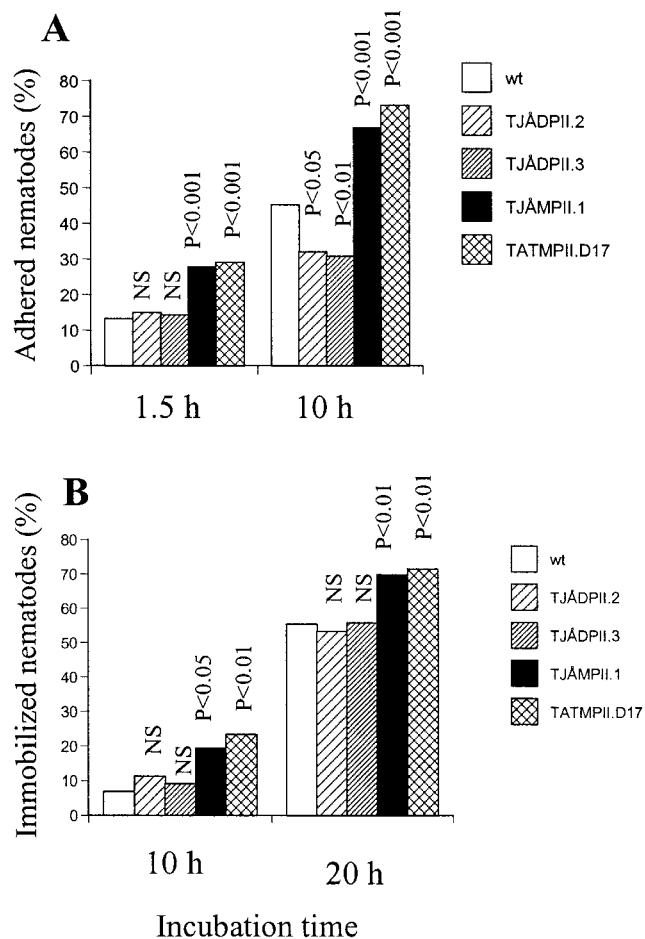 A
Adhered nematodes (%)
80
70
60
50
40
30
20
10
0
NS
NS
P<0.001
P<0.001
P<0.05
P<0.01
P<0.001
P<0.001
1.5 h
10 h
wt
TJÅDPII.2
TJÅDPII.3
TJÅMPII.1
TATMPII.D17
B
Immobilized nematodes (%)
80
70
60
50
40
30
20
10
0
NS
NS
P<0.05
P<0.01
NS
NS
P<0.01
P<0.01
10 h
20 h
wt
TJÅDPII.2
TJÅDPII.3
TJÅMPII.1
TATMPII.D17
Incubation time